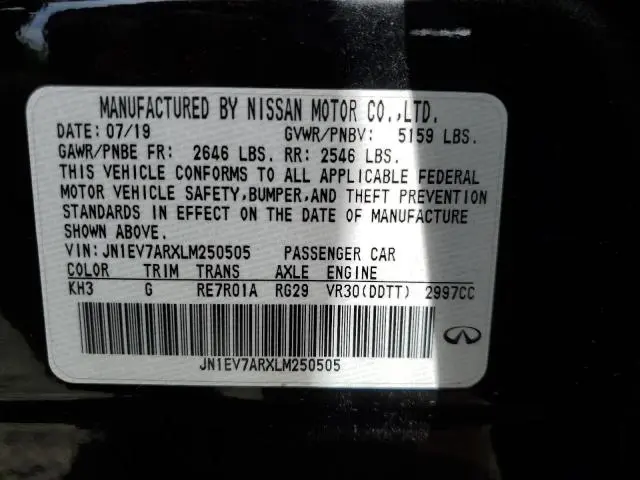 MANUFACTURED BY NISSAN MOTOR CO.,LTD.
DATE: 07/19 GVWR/PNBV: 5159 LBS.
GAWR/PNBE FR: 2646 LBS. RR: 2546 LBS.
THIS VEHICLE CONFORMS TO ALL APPLICABLE FEDERAL
MOTOR VEHICLE SAFETY,BUMPER,AND THEFT PREVENTION
STANDARDS IN EFFECT ON THE DATE OF MANUFACTURE
SHOWN ABOVE.
VIN:JN1EV7ARXLM250505 PASSENGER CAR
COLOR TRIM TRANS AXLE ENGINE
KH3 G RE7R01A RG29 VR30(DDTT) 2997CC
JN1EV7ARXLM250505